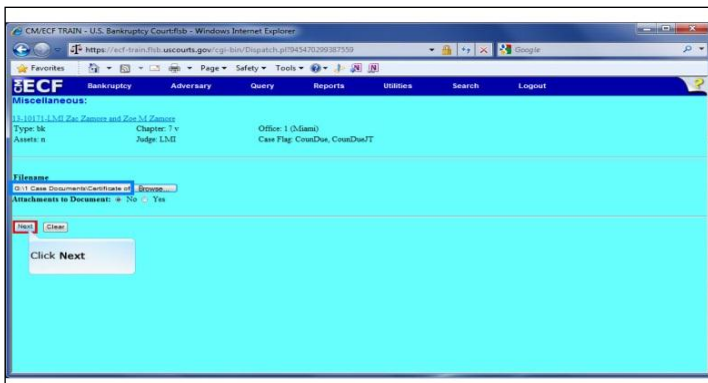 CM/ECF TRAIN - U.S. Bankruptcy Court:flsb - Windows Internet Explorer
https://ecf-train.flsb.uscourts.gov/cgi-bin/Dispatch.pl?945470299387559
Google
Favorites Page Safety Tools
ECF Bankruptcy Adversary Query Reports Utilities Search Logout ?
Miscellaneous:
13-10171-LMI Zac Zamore and Zoe M Zamore
Type: bk Chapter: 7 v Office: 1 (Miami)
Assets: n Judge: LMI Case Flag: CounDue, CounDueJT
Filename
G:\1 Case Documents\Certificate of Browse...
Attachments to Document: No Yes
Next Clear
Click Next